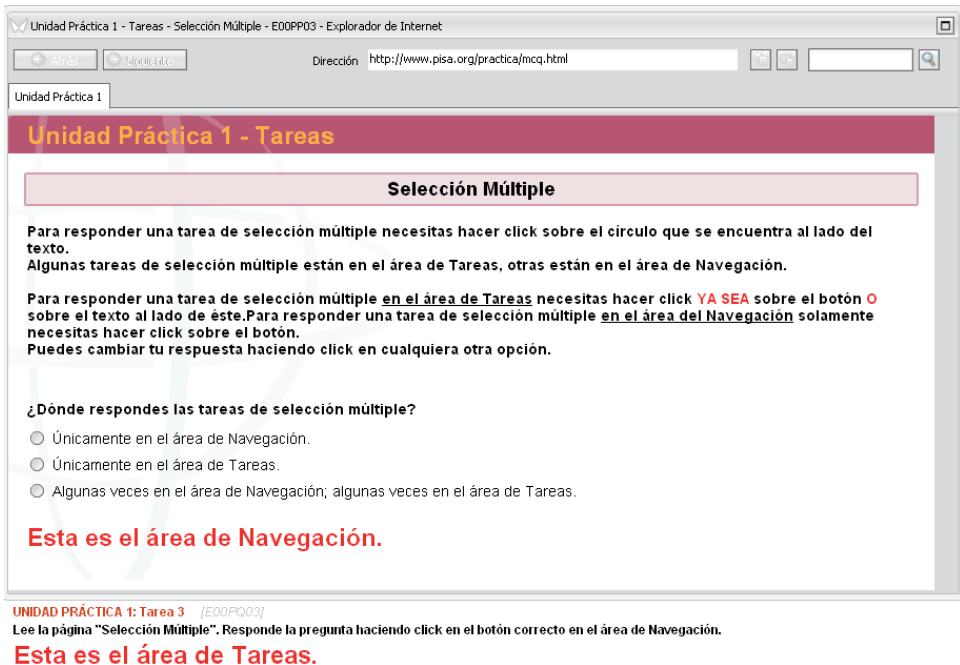 Unidad Práctica 1 - Tareas - Selección Múltiple - E00PP03 - Explorador de Internet
Atrás Siguiente Dirección http://www.pisa.org/practica/mcq.html
Unidad Práctica 1
Unidad Práctica 1 - Tareas
Selección Múltiple
Para responder una tarea de selección múltiple necesitas hacer click sobre el círculo que se encuentra al lado del
texto.
Algunas tareas de selección múltiple están en el área de Tareas, otras están en el área de Navegación.
Para responder una tarea de selección múltiple en el área de Tareas necesitas hacer click YA SEA sobre el botón O
sobre el texto al lado de éste.Para responder una tarea de selección múltiple en el área del Navegación solamente
necesitas hacer click sobre el botón.
Puedes cambiar tu respuesta haciendo click en cualquiera otra opción.
¿Dónde respondes las tareas de selección múltiple?
Únicamente en el área de Navegación.
Únicamente en el área de Tareas.
Algunas veces en el área de Navegación; algunas veces en el área de Tareas.
Esta es el área de Navegación.
UNIDAD PRÁCTICA 1: Tarea 3 [E00PQ03]
Lee la página "Selección Múltiple". Responde la pregunta haciendo click en el botón correcto en el área de Navegación.
Esta es el área de Tareas.